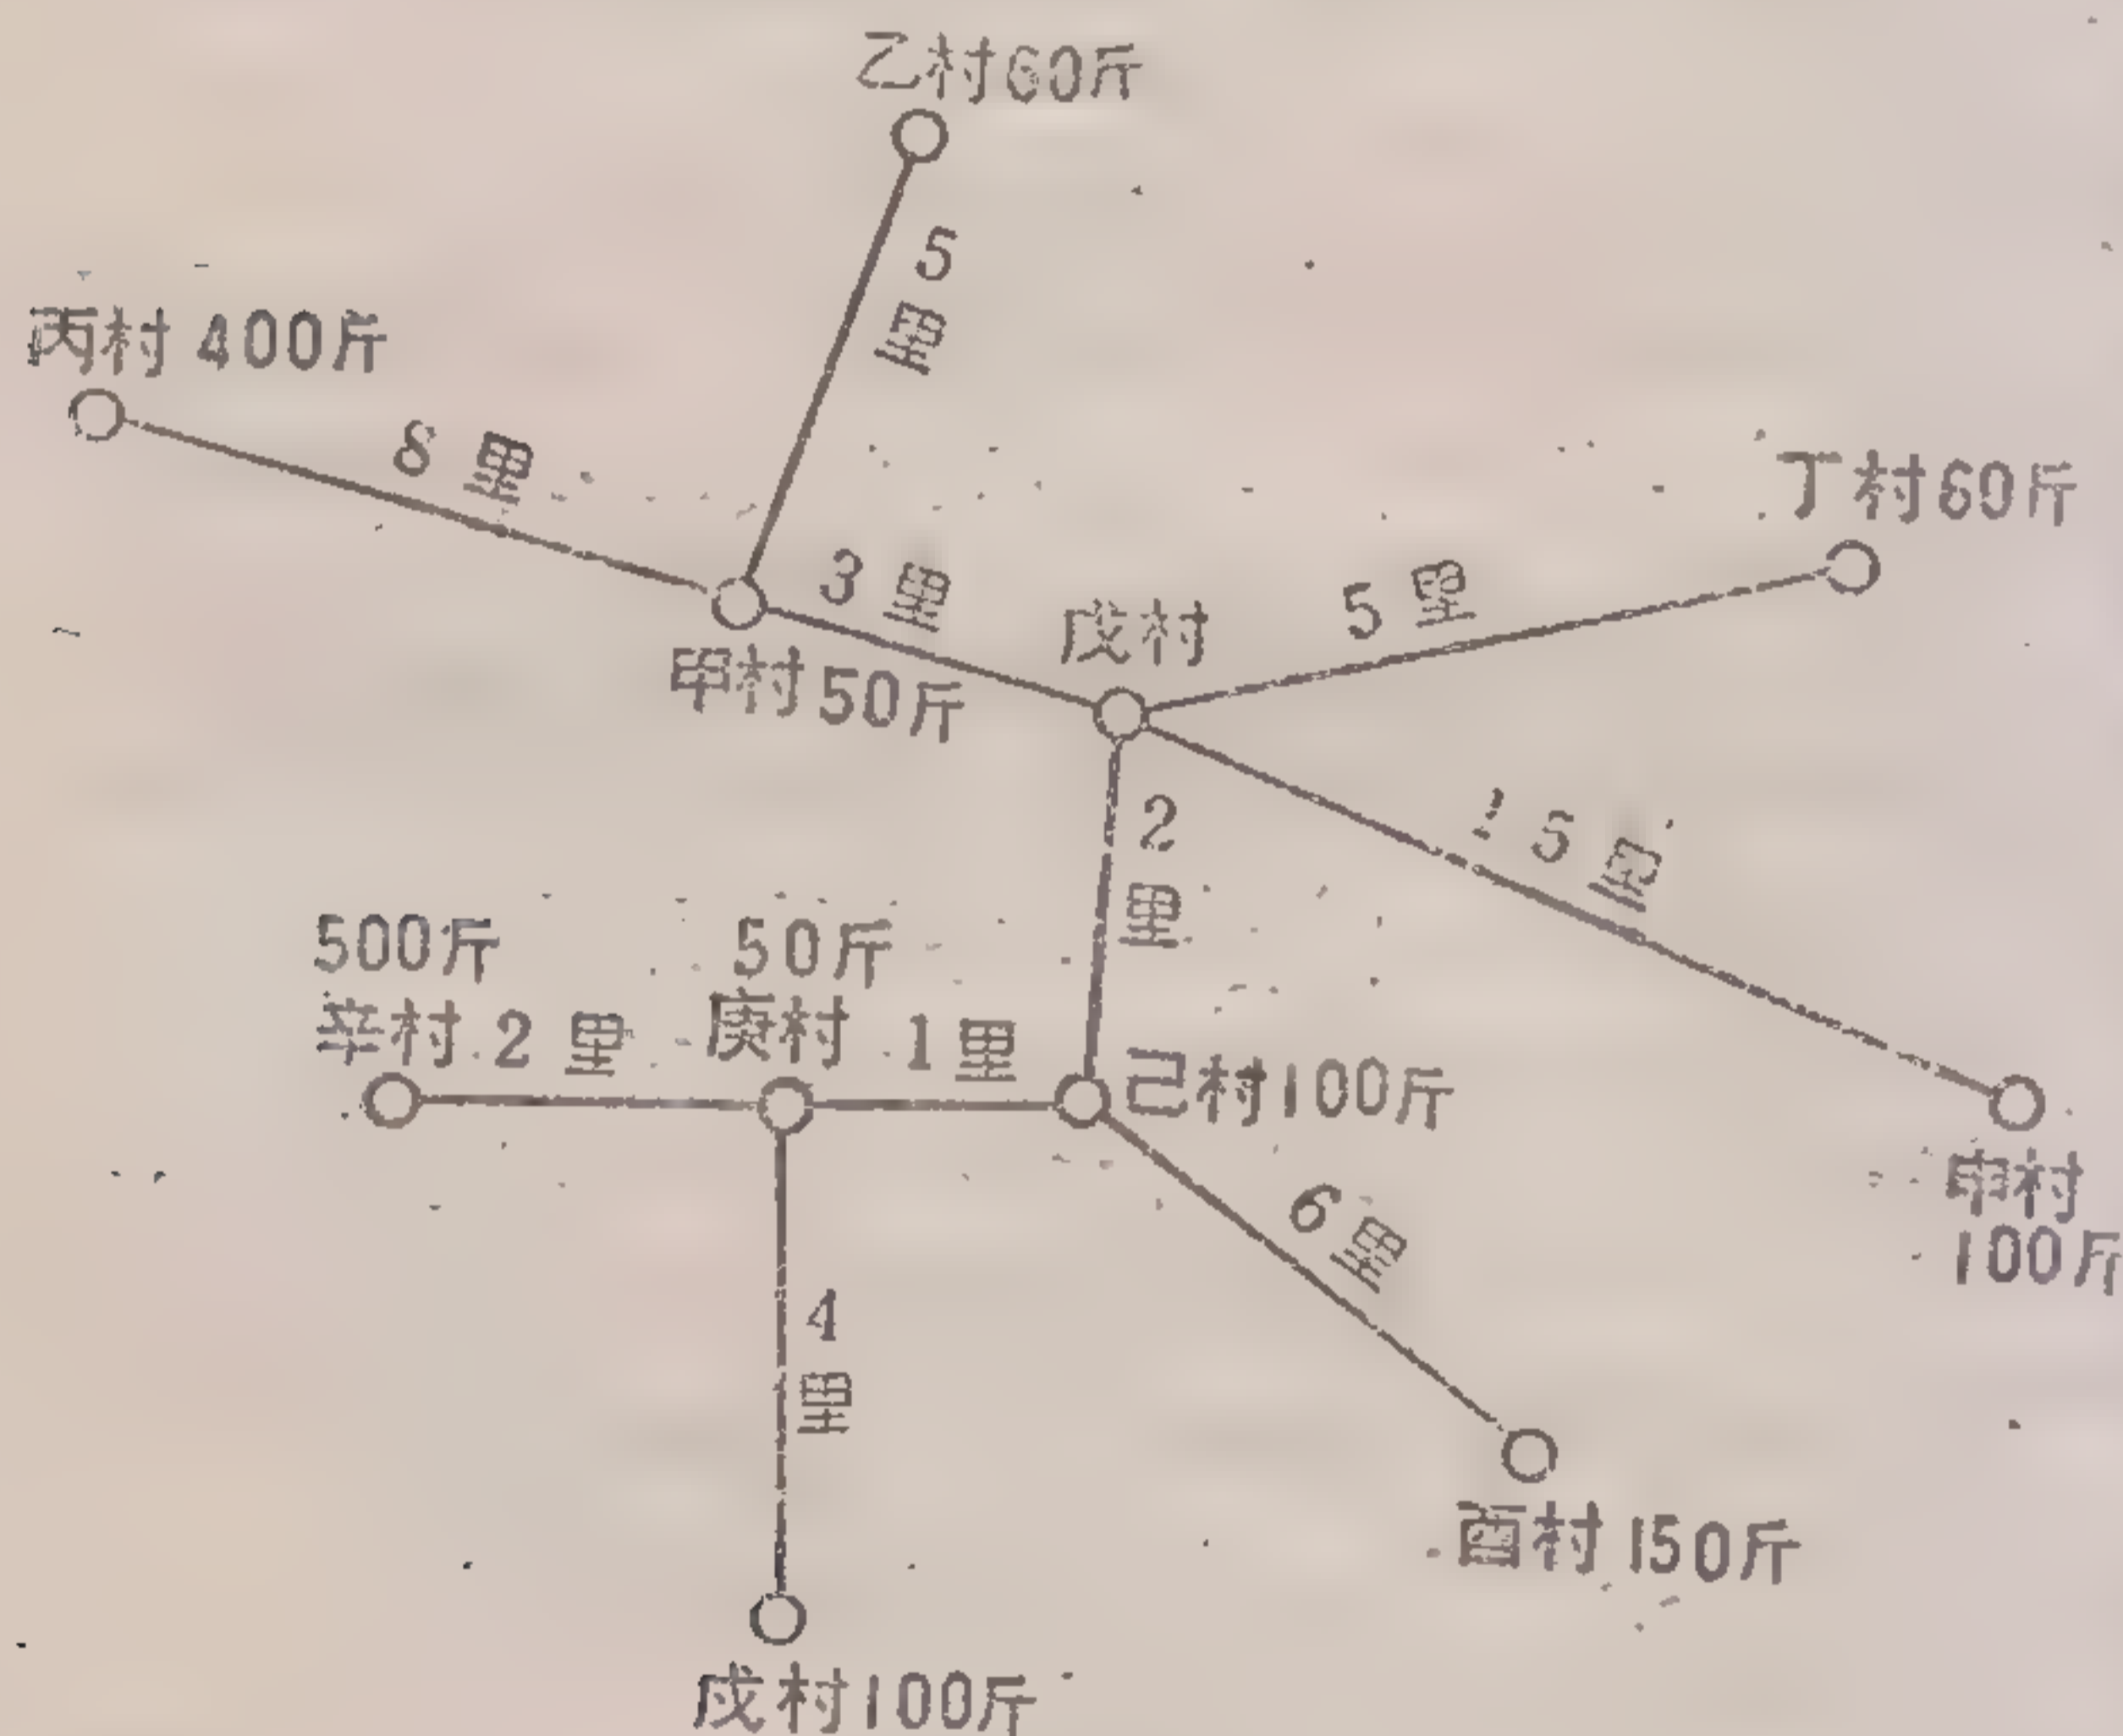 乙村60斤
5里
丙村400斤
8里
丁村60斤
3里
戊村
5里
甲村50斤
2里
15里
500斤
50斤
辛村 2里
庚村
1里
己村100斤
申村
100斤
6里
4里
酉村150斤
戌村100斤